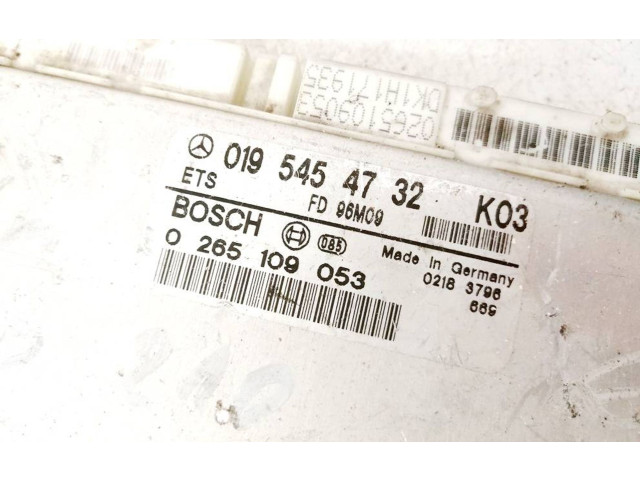 0265109053
DK1H171935
019 545 47 32 K03
ETS FD 96M09
BOSCH 085 Made In Germany
0 265 109 053 0218 3796
669